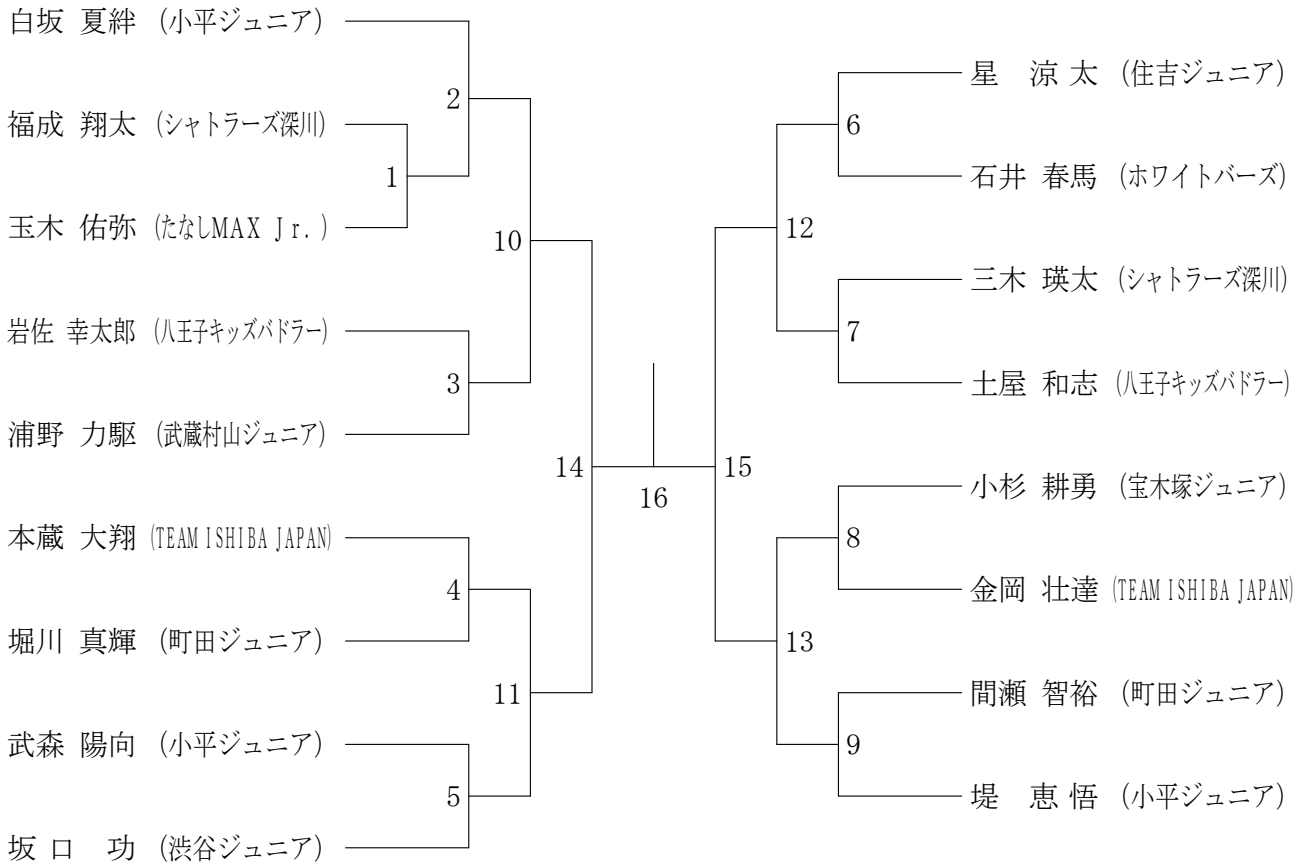 白坂 夏絆 (小平ジュニア)
福成 翔太 (シャトラーズ深川)
玉木 佑弥 (たなしMAX Jr.)
岩佐 幸太郎 (八王子キッズバドラー)
浦野 力駆 (武蔵村山ジュニア)
本蔵 大翔 (TEAM ISHIBA JAPAN)
堀川 真輝 (町田ジュニア)
武森 陽向 (小平ジュニア)
坂口 功 (渋谷ジュニア)
1
2
3
4
5
10
11
14
16
15
12
13
6
7
8
9
星 涼太 (住吉ジュニア)
石井 春馬 (ホワイトバーズ)
三木 瑛太 (シャトラーズ深川)
土屋 和志 (八王子キッズバドラー)
小杉 耕勇 (宝木塚ジュニア)
金岡 壮達 (TEAM ISHIBA JAPAN)
間瀬 智裕 (町田ジュニア)
堤 恵悟 (小平ジュニア)